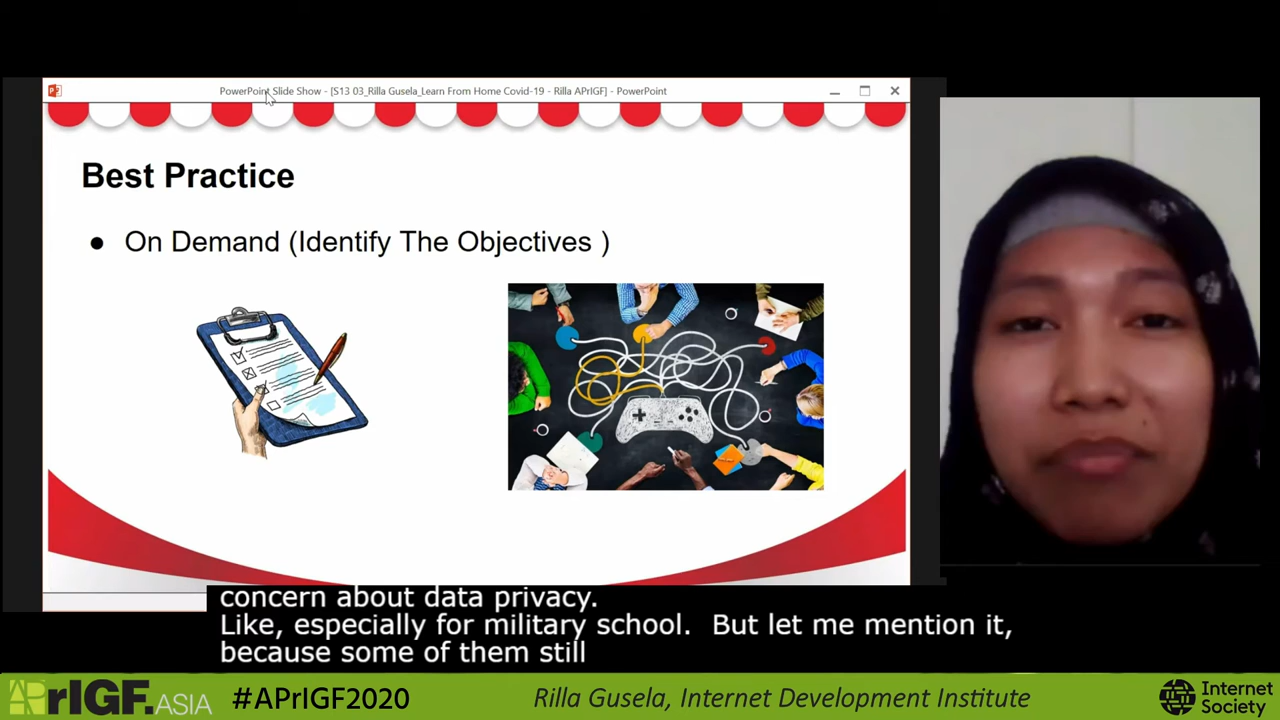 PowerPoint Slide Show - [S13 03_Rilla Gusela_Learn From Home Covid-19 - Rilla APrIGF] - PowerPoint
Best Practice
● On Demand (Identify The Objectives )
concern about data privacy.
Like, especially for military school.  But let me mention it,
because some of them still
APrIGF.ASIA
#APrIGF2020
Rilla Gusela, Internet Development Institute
Internet
Society